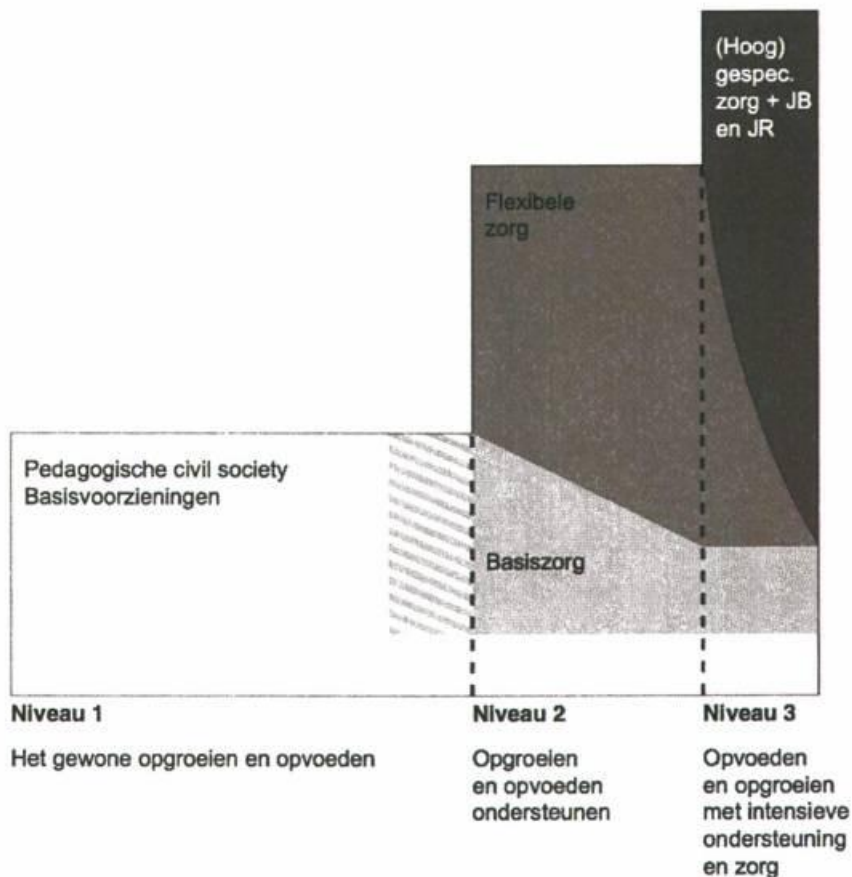 (Hoog)
gespec.
zorg + JB
en JR
Flexibele
zorg
Pedagogische civil society
Basisvoorzieningen
Basiszorg
Niveau 1
Het gewone opgroeien en opvoeden
Niveau 2
Opgroeien
en opvoeden
ondersteunen
Niveau 3
Opvoeden
en opgroeien
met intensieve
ondersteuning
en zorg